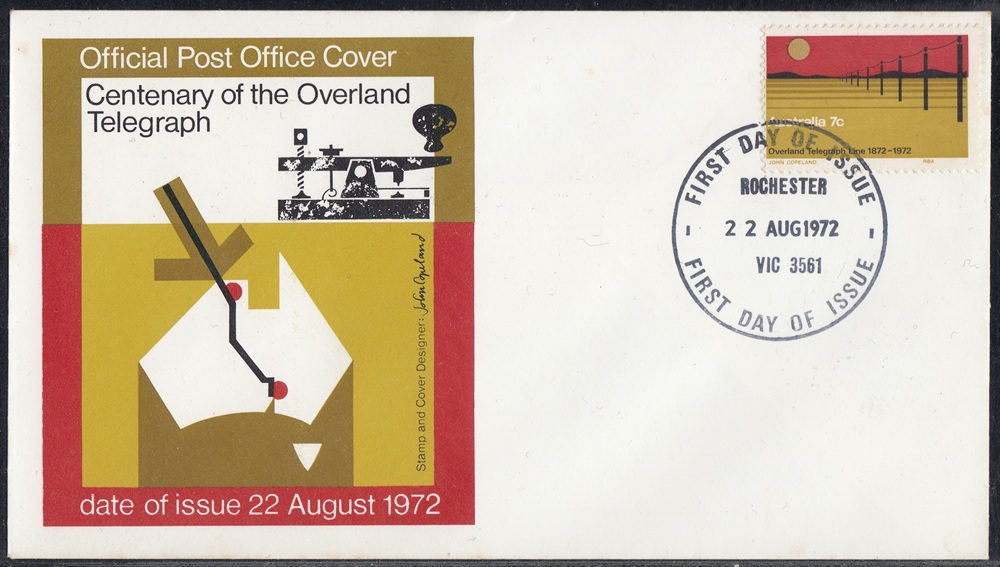 Official Post Office Cover
Centenary of the Overland
Telegraph
Stamp and Cover Designer: John Copeland
date of issue 22 August 1972
Australia 7c
Overland Telegraph Line 1872-1972
JOHN COPELAND
FIRST DAY OF ISSUE
ROCHESTER
22 AUG1972
VIC 3561
FIRST DAY OF ISSUE